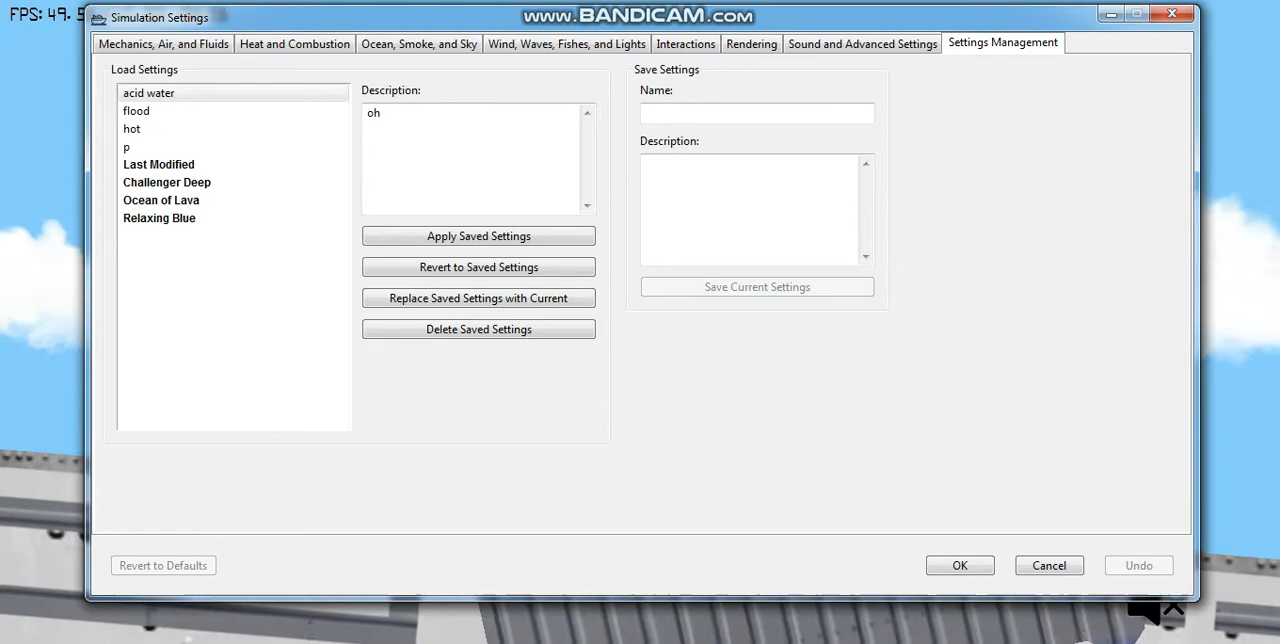 FPS: 49.5
Simulation Settings
www.BANDICAM.com
Mechanics, Air, and Fluids
Heat and Combustion
Ocean, Smoke, and Sky
Wind, Waves, Fishes, and Lights
Interactions
Rendering
Sound and Advanced Settings
Settings Management
Load Settings
acid water
flood
hot
p
Last Modified
Challenger Deep
Ocean of Lava
Relaxing Blue
Description:
oh
Apply Saved Settings
Revert to Saved Settings
Replace Saved Settings with Current
Delete Saved Settings
Save Settings
Name:
Description:
Save Current Settings
Revert to Defaults
OK
Cancel
Undo